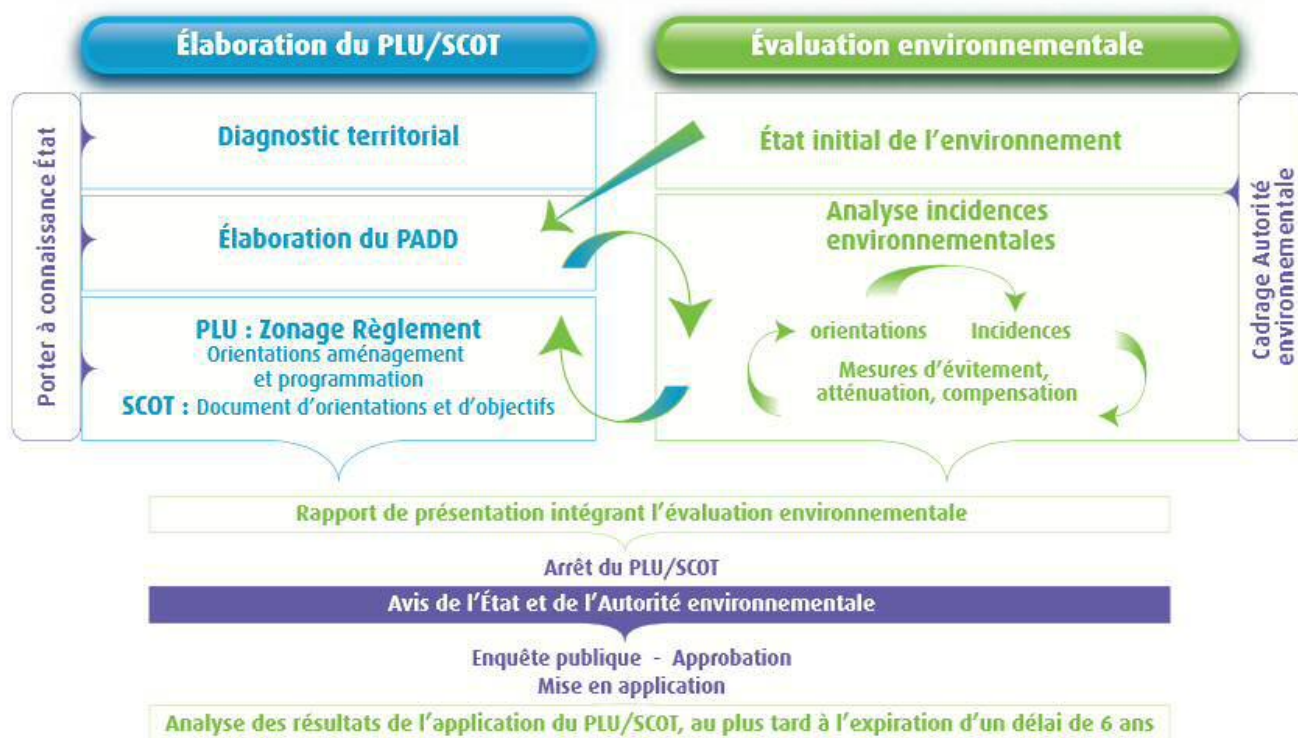 Élaboration du PLU/SCOT
Évaluation environnementale
Porter à connaissance État
Diagnostic territorial
État initial de l'environnement
Cadrage Autorité
environnementale
Élaboration du PADD
Analyse incidences
environnementales
orientations
Incidences
Mesures d'évitement,
atténuation, compensation
PLU : Zonage Règlement
Orientations aménagement
et programmation
SCOT : Document d'orientations et d'objectifs
Rapport de présentation intégrant l'évaluation environnementale
Arrêt du PLU/SCOT
Avis de l'État et de l'Autorité environnementale
Enquête publique - Approbation
Mise en application
Analyse des résultats de l'application du PLU/SCOT, au plus tard à l'expiration d'un délai de 6 ans